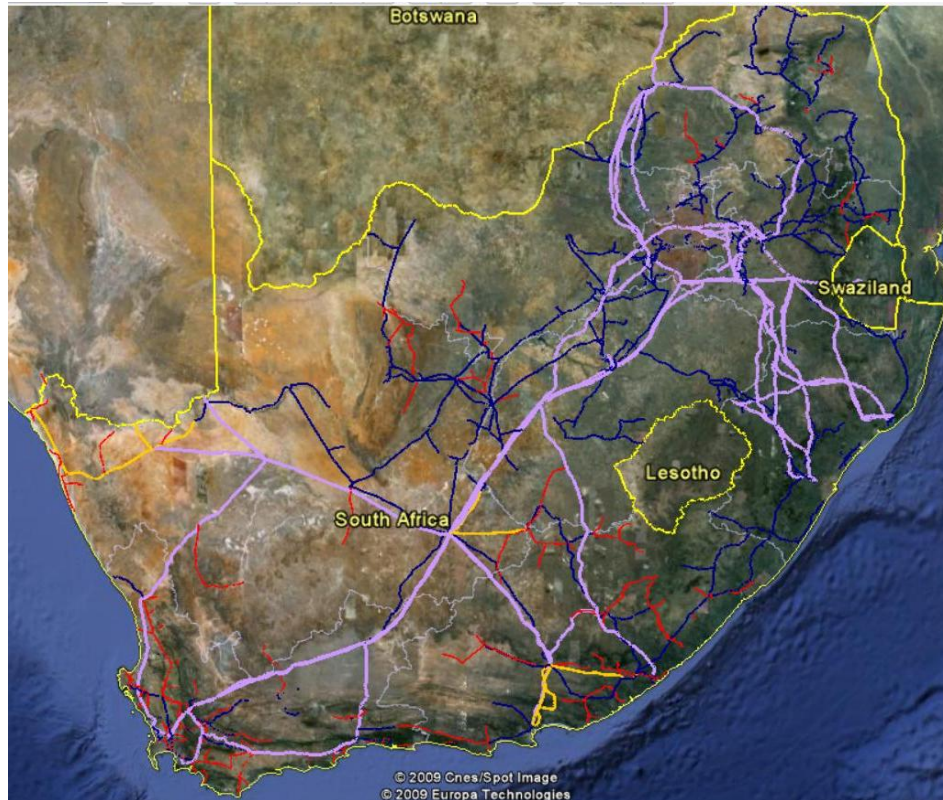 Botswana
Swaziland
Lesotho
South Africa
© 2009 Cnes/Spot Image
© 2009 Europa Technologies